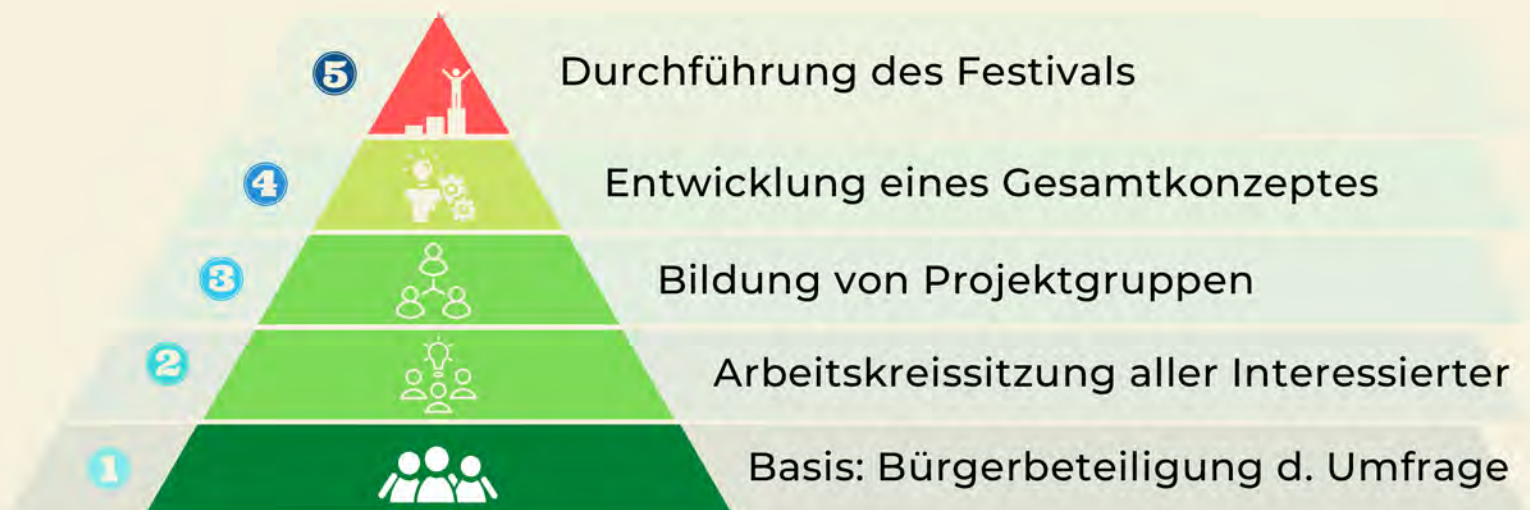 5 Durchführung des Festivals
4 Entwicklung eines Gesamtkonzeptes
3 Bildung von Projektgruppen
2 Arbeitskreissitzung aller Interessierter
1 Basis: Bürgerbeteiligung d. Umfrage